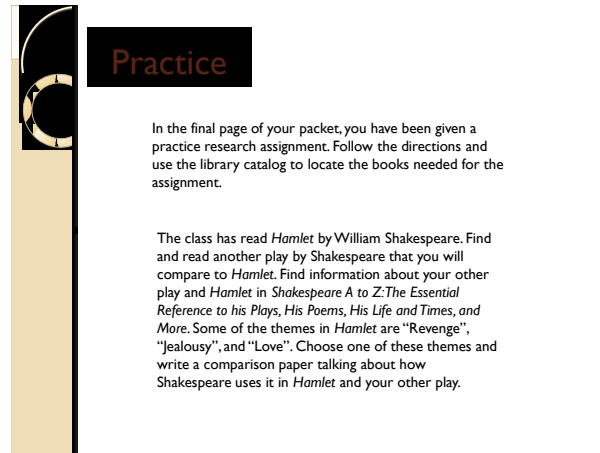 Practice
In the final page of your packet, you have been given a
practice research assignment. Follow the directions and
use the library catalog to locate the books needed for the
assignment.
The class has read Hamlet by William Shakespeare. Find
and read another play by Shakespeare that you will
compare to Hamlet. Find information about your other
play and Hamlet in Shakespeare A to Z: The Essential
Reference to his Plays, His Poems, His Life and Times, and
More. Some of the themes in Hamlet are “Revenge”,
“Jealousy”, and “Love”. Choose one of these themes and
write a comparison paper talking about how
Shakespeare uses it in Hamlet and your other play.